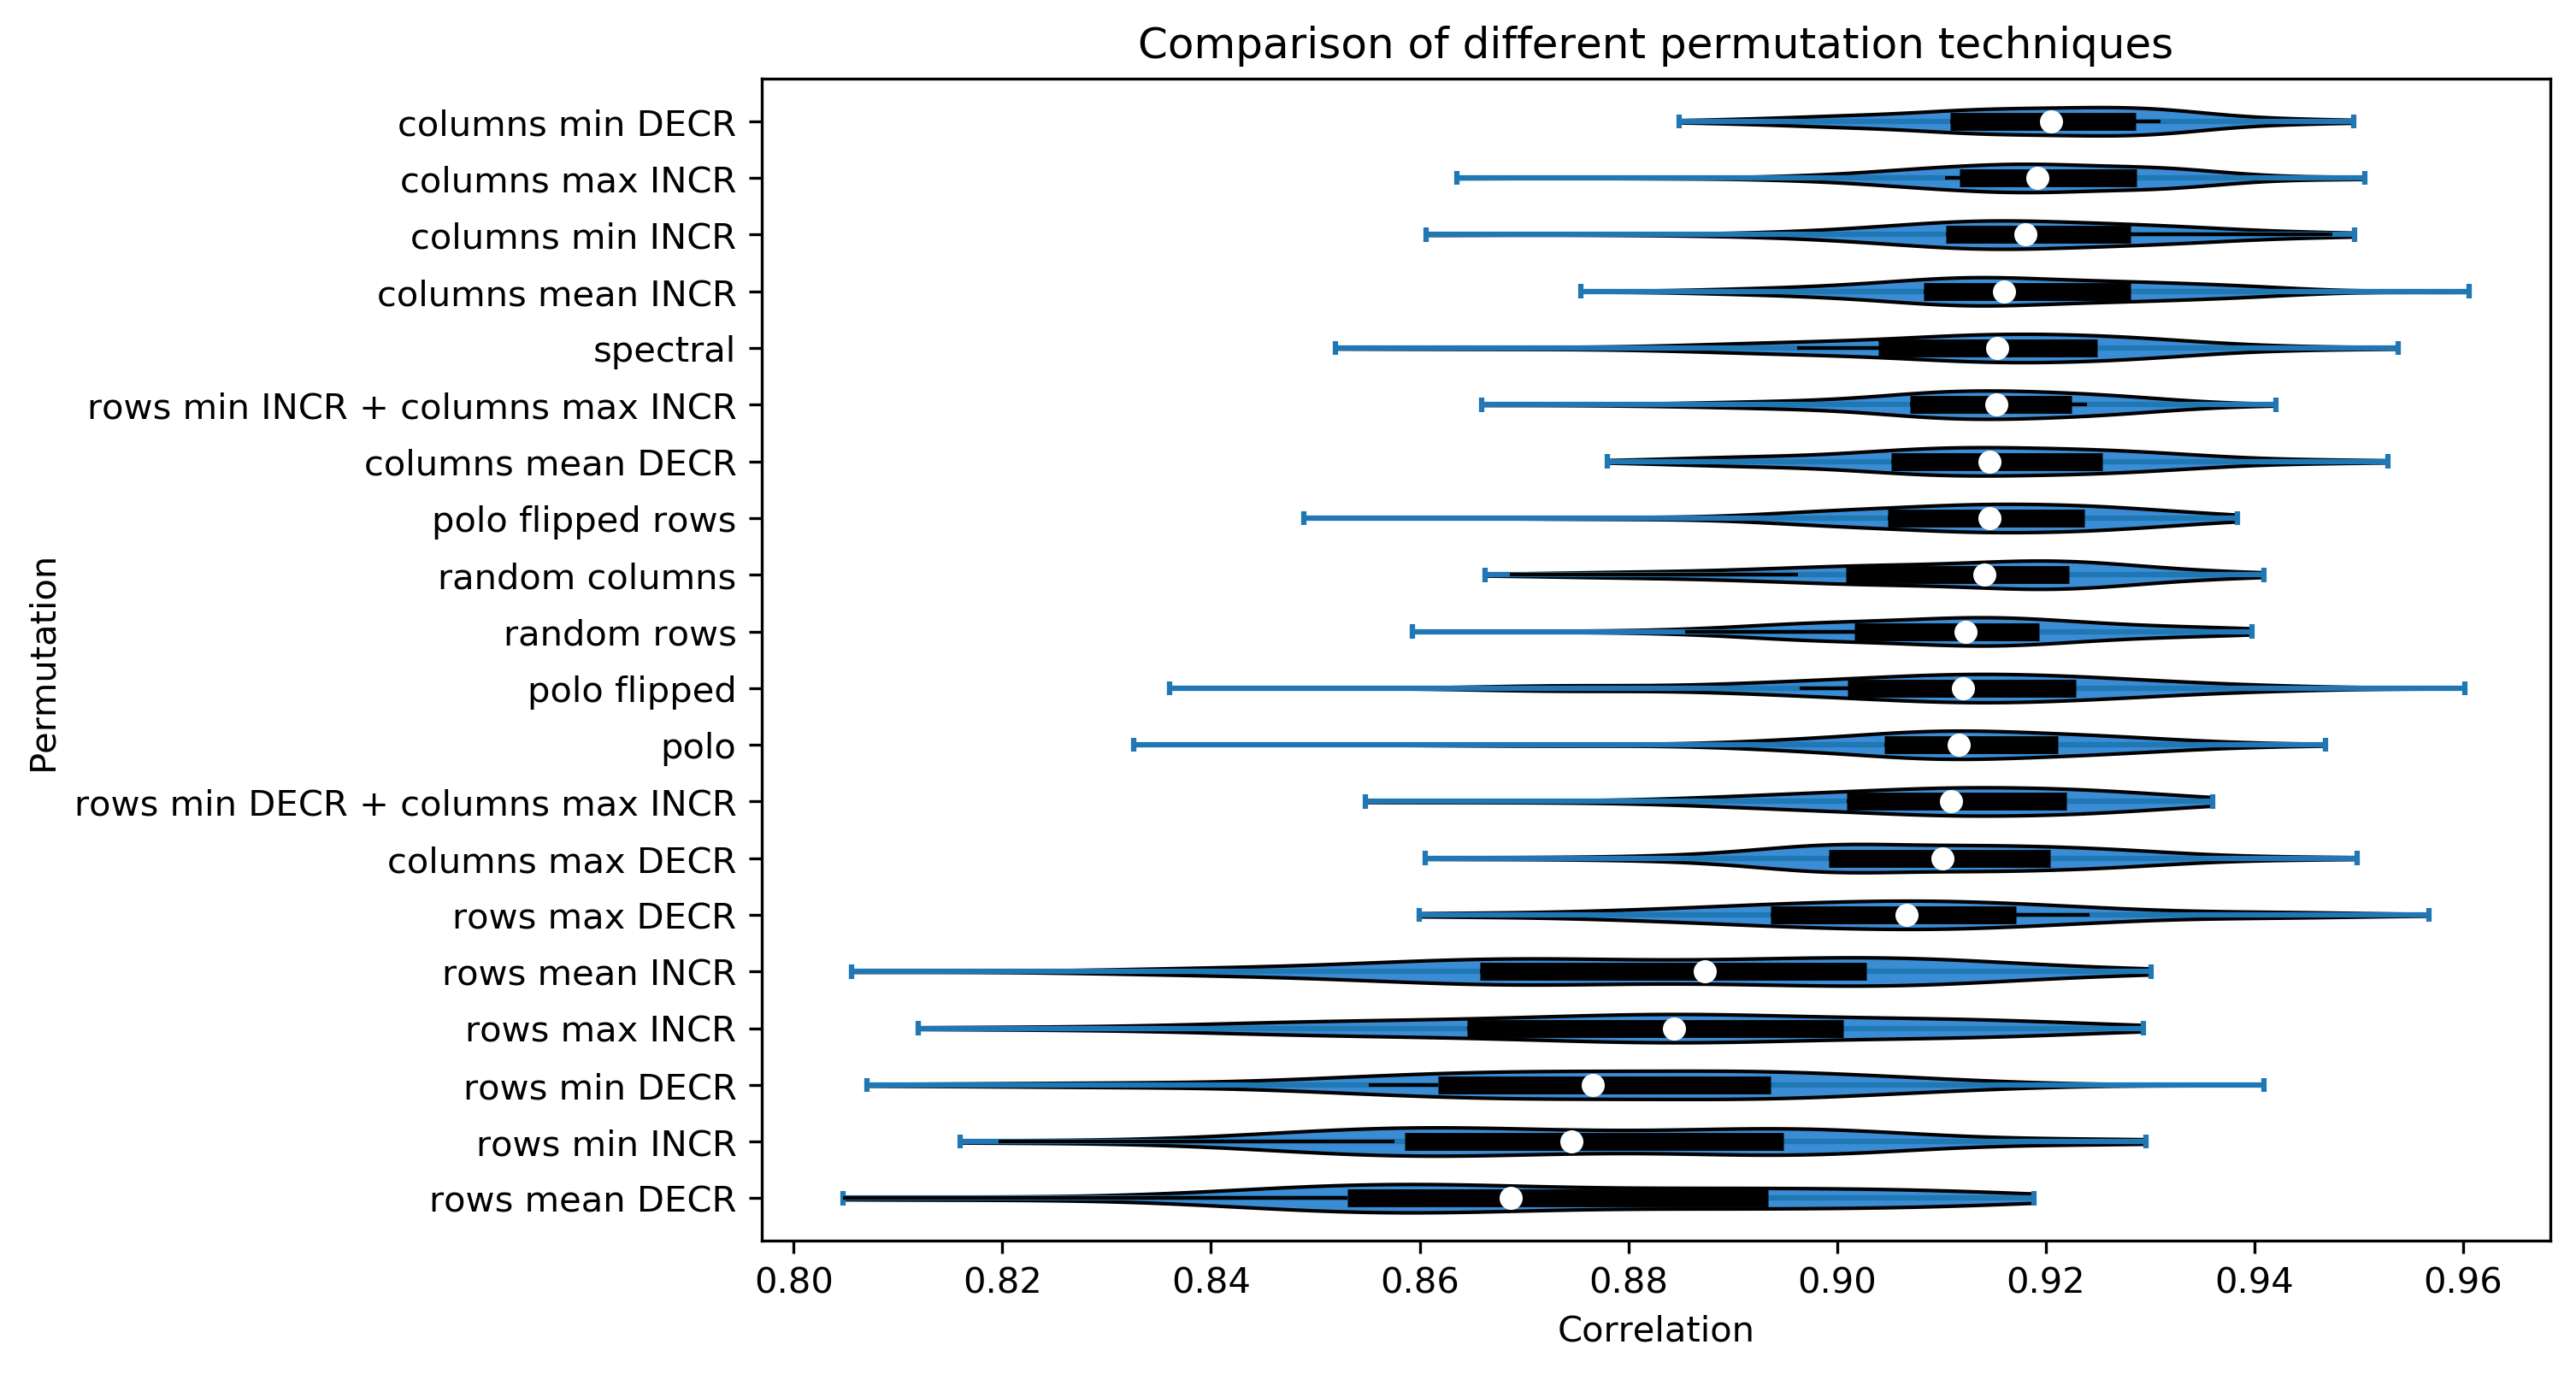 Comparison of different permutation techniques
Permutation
columns min DECR
columns max INCR
columns min INCR
columns mean INCR
spectral
rows min INCR + columns max INCR
columns mean DECR
polo flipped rows
random columns
random rows
polo flipped
polo
rows min DECR + columns max INCR
columns max DECR
rows max DECR
rows mean INCR
rows max INCR
rows min DECR
rows min INCR
rows mean DECR
0.80 0.82 0.84 0.86 0.88 0.90 0.92 0.94 0.96
Correlation